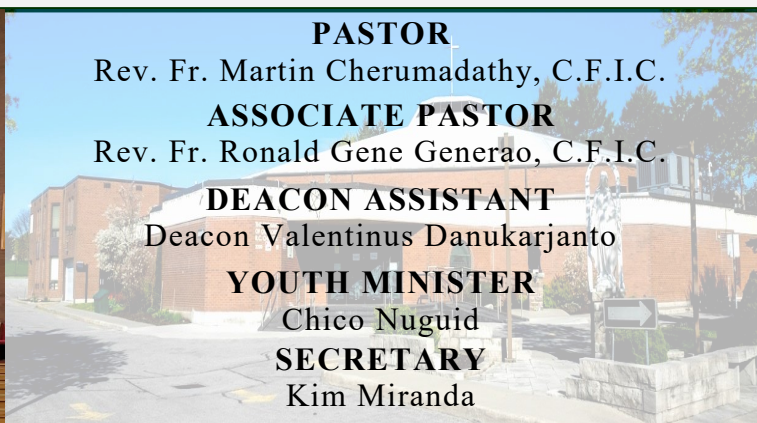 PASTOR
Rev. Fr. Martin Cherumadathy, C.F.I.C.
ASSOCIATE PASTOR
Rev. Fr. Ronald Gene Generao, C.F.I.C.
DEACON ASSISTANT
Deacon Valentinus Danukarjanto
YOUTH MINISTER
Chico Nuguid
SECRETARY
Kim Miranda